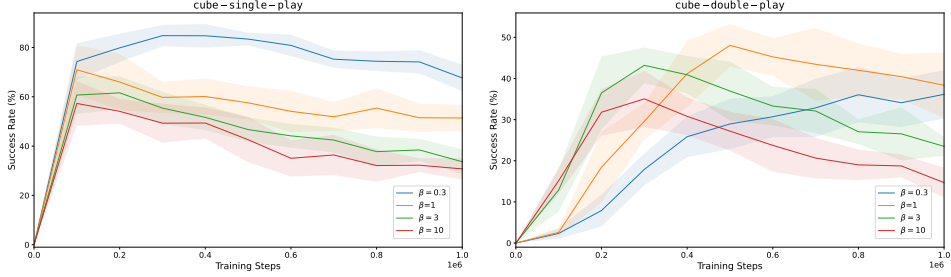 cube−single−play
Success Rate (%)
80
60
40
20
0
0.0 0.2 0.4 0.6 0.8 1.0
1e6
Training Steps
β = 0.3
β=1
β = 3
β = 10
cube−double−play
Success Rate (%)
50
40
30
20
10
0
0.0 0.2 0.4 0.6 0.8 1.0
1e6
Training Steps
β = 0.3
β=1
β = 3
β = 10